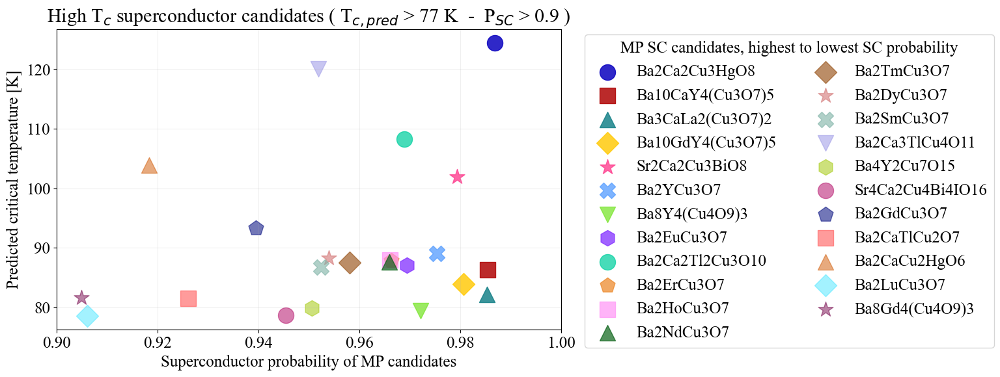 High Tc superconductor candidates ( Tc,pred > 77 K - PSC > 0.9 )
Predicted critical temperature [K]
120
110
100
90
80
0.90 0.92 0.94 0.96 0.98 1.00
Superconductor probability of MP candidates
MP SC candidates, highest to lowest SC probability
Ba2Ca2Cu3HgO8
Ba10CaY4(Cu3O7)5
Ba3CaLa2(Cu3O7)2
Ba10GdY4(Cu3O7)5
Sr2Ca2Cu3BiO8
Ba2YCu3O7
Ba8Y4(Cu4O9)3
Ba2EuCu3O7
Ba2Ca2Tl2Cu3O10
Ba2ErCu3O7
Ba2HoCu3O7
Ba2NdCu3O7
Ba2TmCu3O7
Ba2DyCu3O7
Ba2SmCu3O7
Ba2Ca3TlCu4O11
Ba4Y2Cu7O15
Sr4Ca2Cu4Bi4IO16
Ba2GdCu3O7
Ba2CaTlCu2O7
Ba2CaCu2HgO6
Ba2LuCu3O7
Ba8Gd4(Cu4O9)3